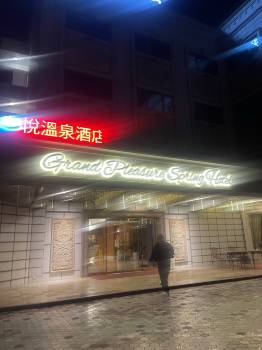 悅溫泉酒店
Grand Pleasure Spring Hotel